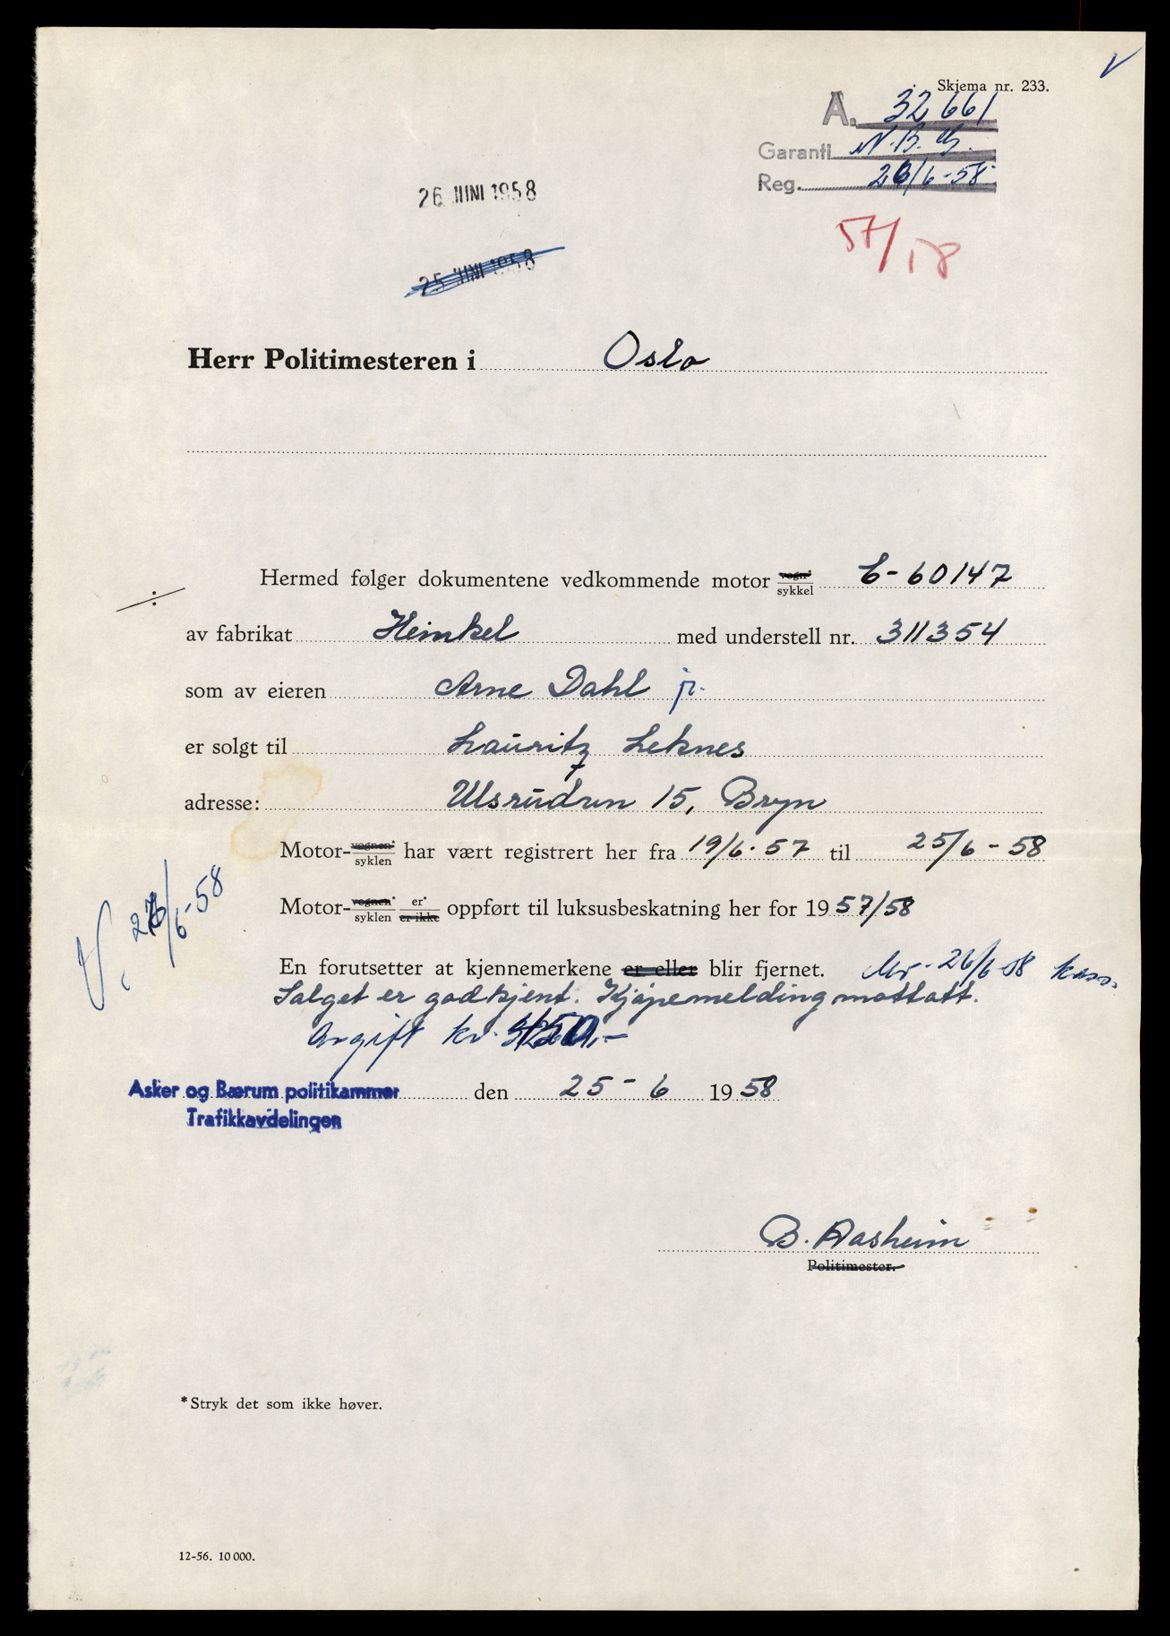 Skjema nr. 233.
A. 32661
Garanti N.B.G.
Reg. 26/6-58
26 JUNI 1958
25 JUNI 1958
57/58
Herr Politimesteren i Oslo
Hermed følger dokumentene vedkommende motor vogn* sykkel C-60147
av fabrikat Heinkel med understell nr. 311354
som av eieren Arne Dahl jr.
er solgt til Lauritz Leknes
adresse: Ulsrudvn 15, Bryn
Motor- vognen* syklen har vært registrert her fra 19/6-57 til 25/6-58
Motor- vognen* syklen er* er ikke oppført til luksusbeskatning her for 1957/58
En forutsetter at kjennemerkene er eller blir fjernet. 26/6-58 kass.
Salget er godkjent. Kjøpemelding mottatt.
Avgift kr.
Asker og Bærum politikammer den 25-6 1958
Trafikkavdelingen
B. Aasheim
Politimester.
*Stryk det som ikke høver.
12-56. 10 000.